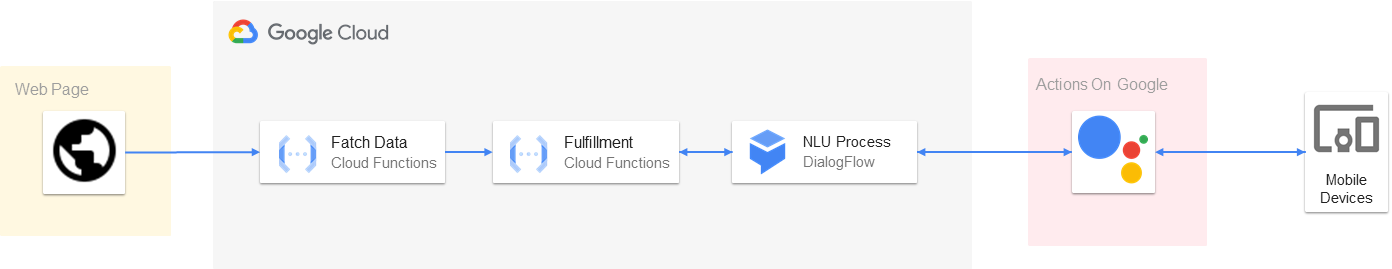 Google Cloud
Web Page
Actions On Google
Fatch Data
Cloud Functions
Fulfillment
Cloud Functions
NLU Process
DialogFlow
Mobile
Devices